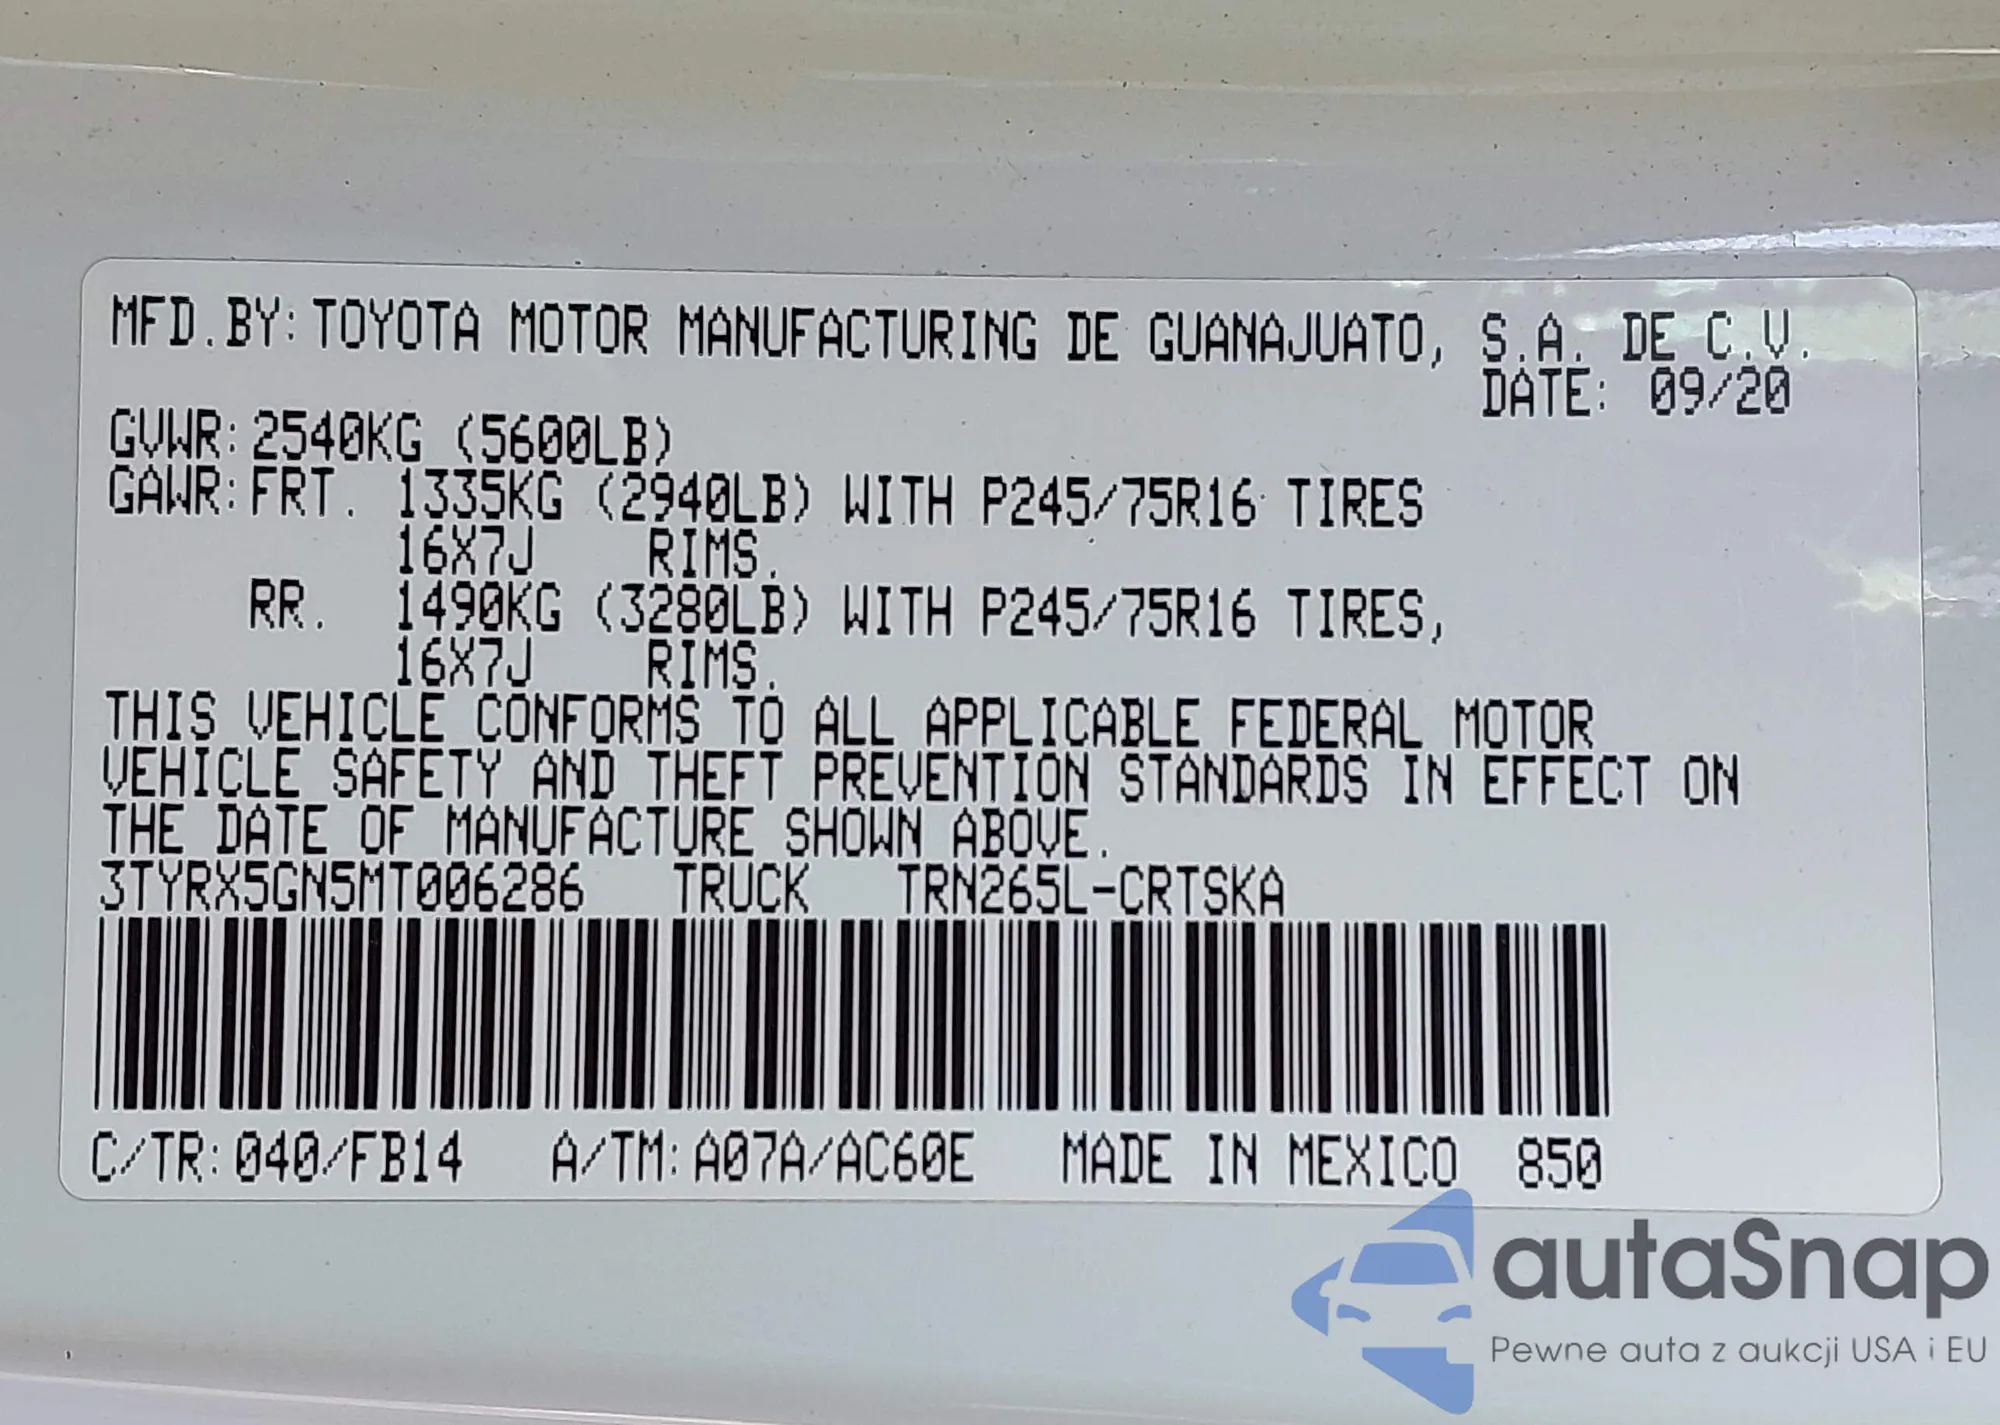 MFD.BY: TOYOTA MOTOR MANUFACTURING DE GUANAJUATO, S.A. DE C.V.
DATE: 09/20
GVWR: 2540KG (5600LB)
GAWR: FRT. 1335KG (2940LB) WITH P245/75R16 TIRES
16X7J RIMS.
RR. 1490KG (3280LB) WITH P245/75R16 TIRES,
16X7J RIMS.
THIS VEHICLE CONFORMS TO ALL APPLICABLE FEDERAL MOTOR
VEHICLE SAFETY AND THEFT PREVENTION STANDARDS IN EFFECT ON
THE DATE OF MANUFACTURE SHOWN ABOVE.
3TYRX5GN5MT006286 TRUCK TRN265L-CRTSKA
C/TR: 040/FB14 A/TM: A07A/AC60E MADE IN MEXICO 850
autaSnap
Pewne auta z aukcji USA i EU